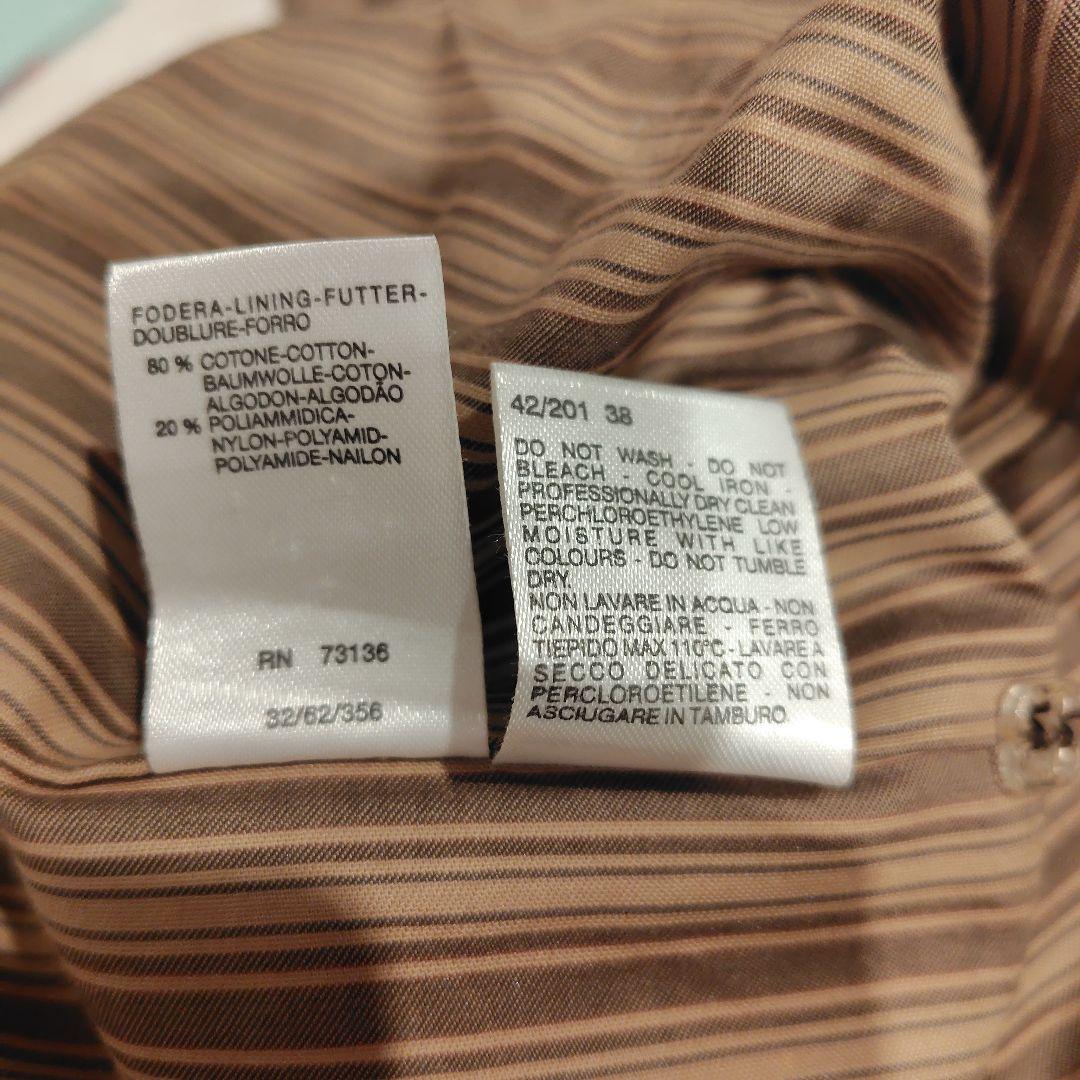 FODERA-LINING-FUTTER-
DOUBLURE-FORRO
80 % COTONE-COTTON-
BAUMWOLLE-COTON-
ALGODON-ALGODÃO
20 % POLIAMMIDICA-
NYLON-POLYAMID-
POLYAMIDE-NAILON
RN 73136
32/62/356
42/201 38
DO NOT WASH - DO NOT
BLEACH - COOL IRON -
PROFESSIONALLY DRY CLEAN
PERCHLOROETHYLENE LOW
MOISTURE WITH LIKE
COLOURS - DO NOT TUMBLE
DRY.
NON LAVARE IN ACQUA - NON
CANDEGGIARE - FERRO
TIEPIDO MAX 110°C - LAVARE A
SECCO DELICATO CON
PERCLOROETILENE - NON
ASCIUGARE IN TAMBURO.